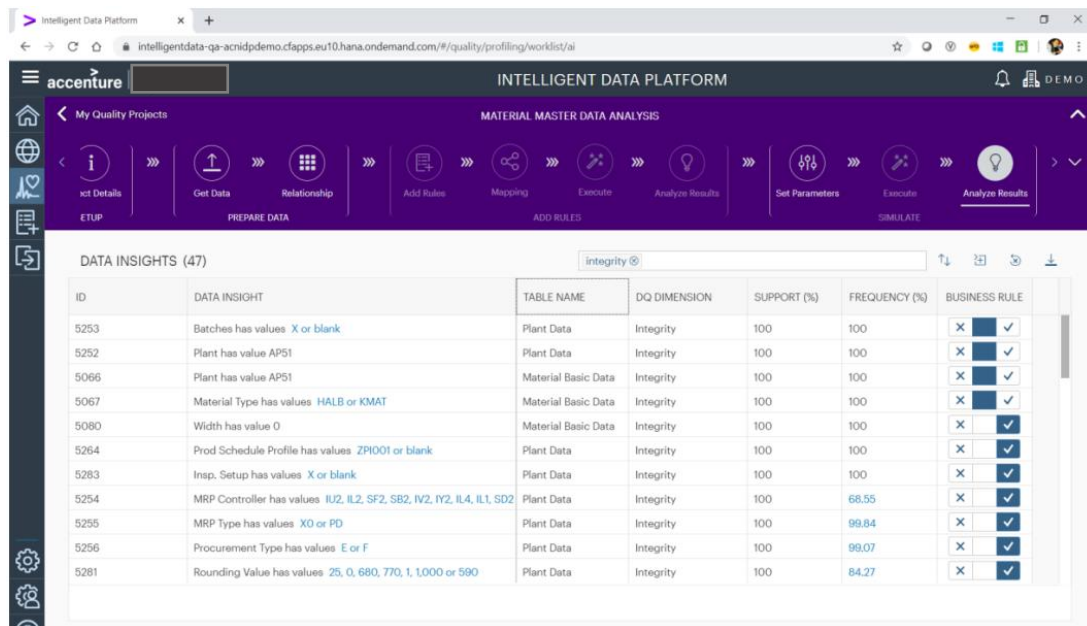 Intelligent Data Platform
intelligentdata-qa-acnidpdemo.cfapps.eu10.hana.ondemand.com/#/quality/profiling/worklist/ai
accenture
INTELLIGENT DATA PLATFORM
DEMO
My Quality Projects
MATERIAL MASTER DATA ANALYSIS
ect Details Get Data Relationship Add Rules Mapping Execute Analyze Results Set Parameters Execute Analyze Results
ETUP PREPARE DATA ADD RULES SIMULATE
DATA INSIGHTS (47) integrity
ID DATA INSIGHT TABLE NAME DQ DIMENSION SUPPORT (%) FREQUENCY (%) BUSINESS RULE
5253 Batches has values X or blank Plant Data Integrity 100 100
5252 Plant has value AP51 Plant Data Integrity 100 100
5066 Plant has value AP51 Material Basic Data Integrity 100 100
5067 Material Type has values HALB or KMAT Material Basic Data Integrity 100 100
5080 Width has value 0 Material Basic Data Integrity 100 100
5264 Prod Schedule Profile has values ZPI001 or blank Plant Data Integrity 100 100
5283 Insp. Setup has values X or blank Plant Data Integrity 100 100
5254 MRP Controller has values IU2, IL2, SF2, SB2, IV2, IY2, IL4, IL1, SD2 Plant Data Integrity 100 68.55
5255 MRP Type has values X0 or PD Plant Data Integrity 100 99.84
5256 Procurement Type has values E or F Plant Data Integrity 100 99.07
5281 Rounding Value has values 25, 0, 680, 770, 1, 1,000 or 590 Plant Data Integrity 100 84.27